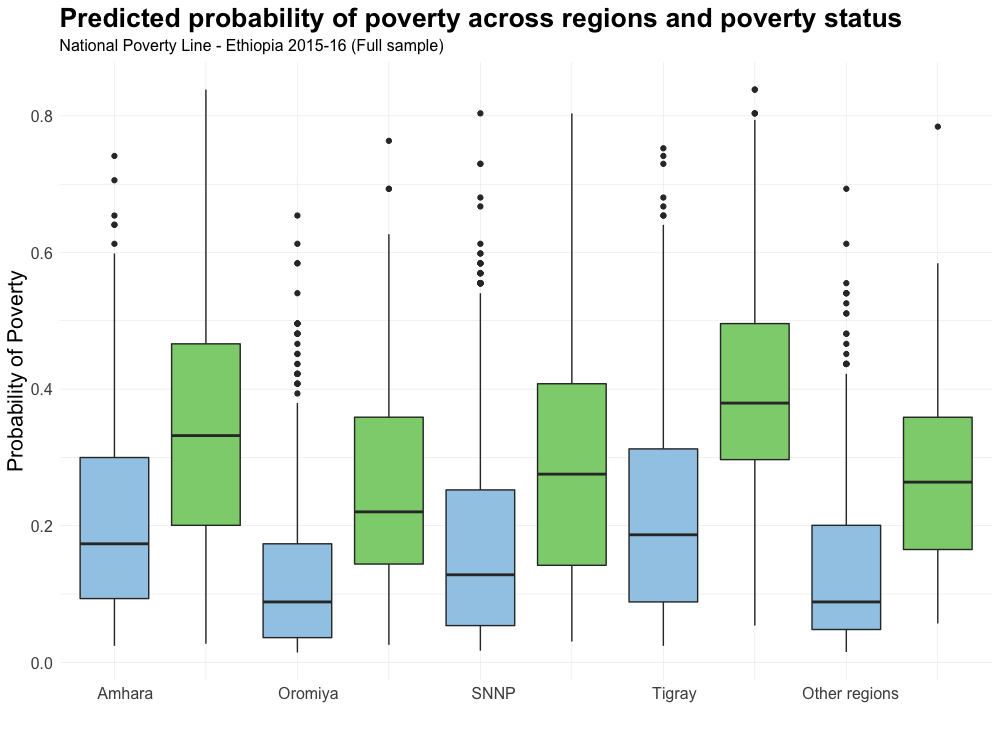 Predicted probability of poverty across regions and poverty status
National Poverty Line - Ethiopia 2015-16 (Full sample)
Probability of Poverty
0.8
0.6
0.4
0.2
0.0
Amhara
Oromiya
SNNP
Tigray
Other regions